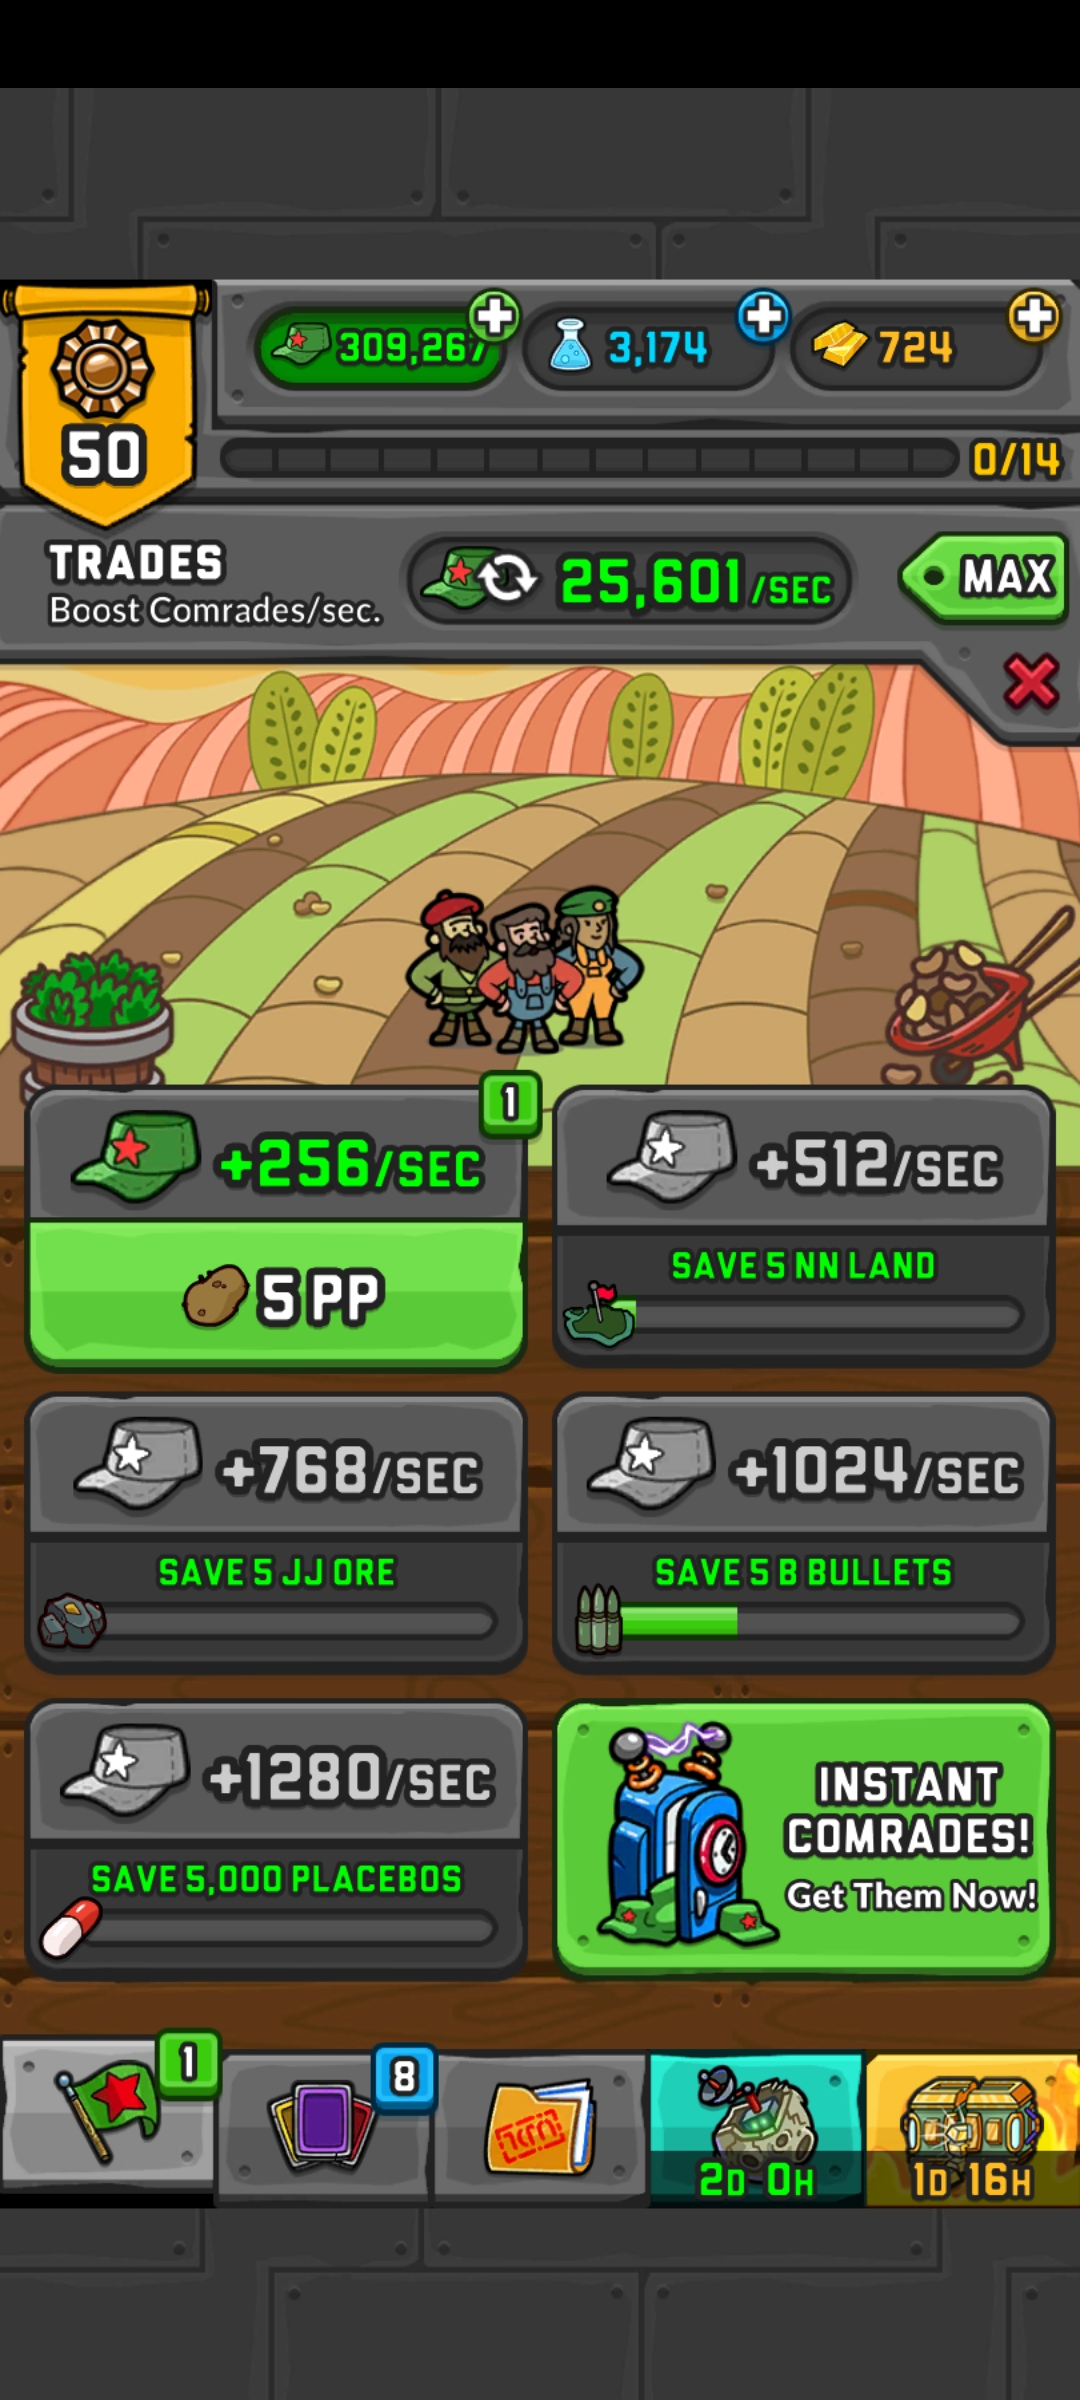 309,267
3,174
724
50
0/14
TRADES
Boost Comrades/sec.
25,601/SEC
MAX
1
+256/SEC
5 PP
+512/SEC
SAVE 5 NN LAND
+768/SEC
SAVE 5 JJ ORE
+1024/SEC
SAVE 5 B BULLETS
+1280/SEC
SAVE 5,000 PLACEBOS
INSTANT
COMRADES!
Get Them Now!
1
8
2D 0H
1D 16H